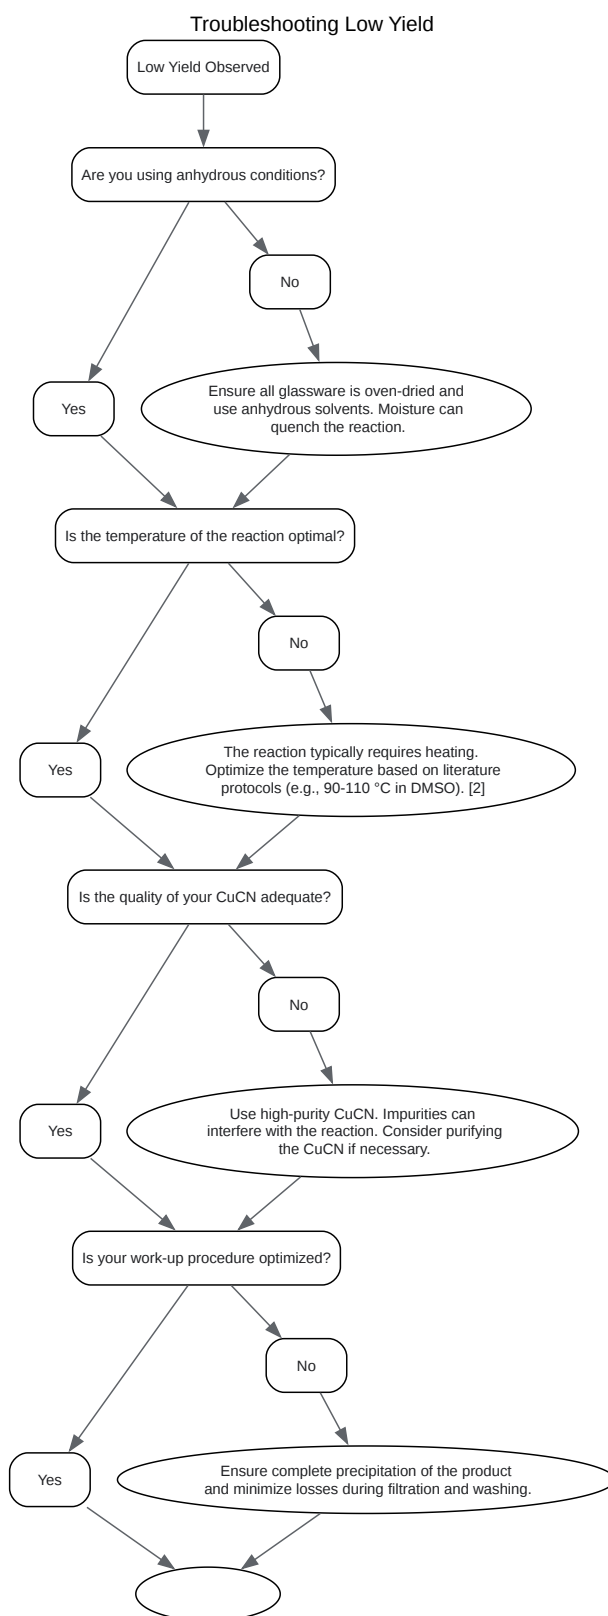 Troubleshooting Low Yield
Low Yield Observed
Are you using anhydrous conditions?
No
Yes
Ensure all glassware is oven-dried and
use anhydrous solvents. Moisture can
quench the reaction.
Is the temperature of the reaction optimal?
No
Yes
The reaction typically requires heating.
Optimize the temperature based on literature
protocols (e.g., 90-110 °C in DMSO). [2]
Is the quality of your CuCN adequate?
No
Yes
Use high-purity CuCN. Impurities can
interfere with the reaction. Consider purifying
the CuCN if necessary.
Is your work-up procedure optimized?
No
Yes
Ensure complete precipitation of the product
and minimize losses during filtration and washing.